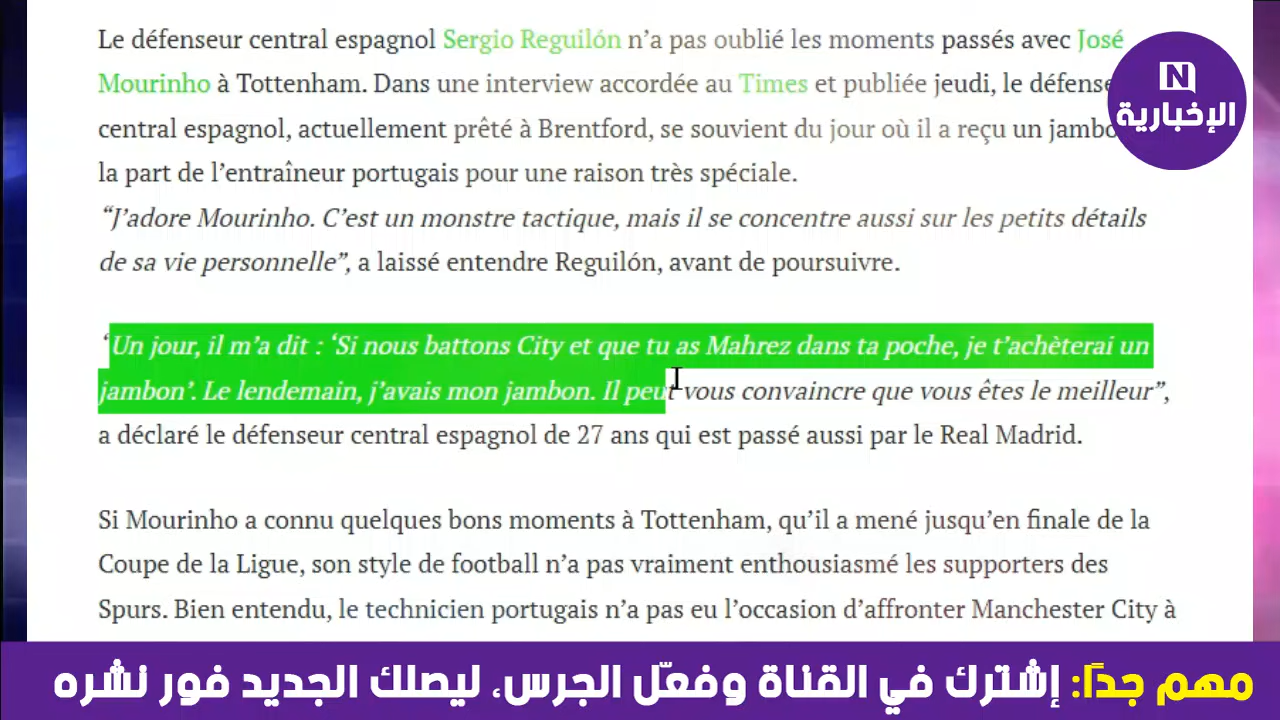 Le défenseur central espagnol Sergio Reguilón n’a pas oublié les moments passés avec José
Mourinho à Tottenham. Dans une interview accordée au Times et publiée jeudi, le défense
central espagnol, actuellement prêté à Brentford, se souvient du jour où il a reçu un jambo
la part de l’entraîneur portugais pour une raison très spéciale.
“J’adore Mourinho. C’est un monstre tactique, mais il se concentre aussi sur les petits détails
de sa vie personnelle”, a laissé entendre Reguilón, avant de poursuivre.
‘Un jour, il m’a dit : ‘Si nous battons City et que tu as Mahrez dans ta poche, je t’achèterai un
jambon’. Le lendemain, j’avais mon jambon. Il peut vous convaincre que vous êtes le meilleur”,
a déclaré le défenseur central espagnol de 27 ans qui est passé aussi par le Real Madrid.
Si Mourinho a connu quelques bons moments à Tottenham, qu’il a mené jusqu’en finale de la
Coupe de la Ligue, son style de football n’a pas vraiment enthousiasmé les supporters des
Spurs. Bien entendu, le technicien portugais n’a pas eu l’occasion d’affronter Manchester City à
N
الإخبارية
مهم جدًا: إشترك في القناة وفعّل الجرس، ليصلك الجديد فور نشره